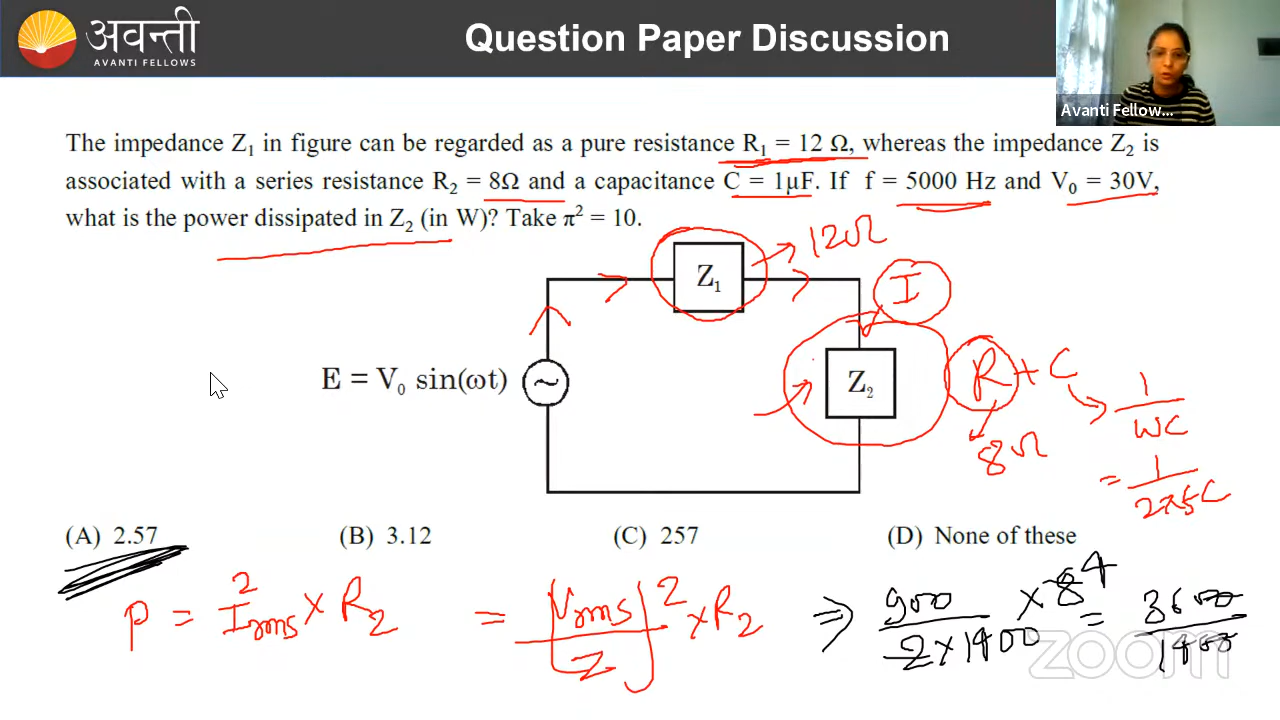 अवन्ती
AVANTI FELLOWS
Question Paper Discussion
Avanti Fellow...
The impedance Z₁ in figure can be regarded as a pure resistance R₁ = 12 Ω, whereas the impedance Z₂ is
associated with a series resistance R₂ = 8Ω and a capacitance C = 1μF. If f = 5000 Hz and V₀ = 30V,
what is the power dissipated in Z₂ (in W)? Take π² = 10.
12Ω
Z₁
I
E = V₀ sin(ωt)
~
Z₂
R + C
1/WC
8Ω
= 1/2πfC
(A) 2.57
(B) 3.12
(C) 257
(D) None of these
P = I²rms × R₂ = (Vrms/Z)² × R₂ ⇒ 900/2×1400 × 8 4 = 3600/1400
zoom